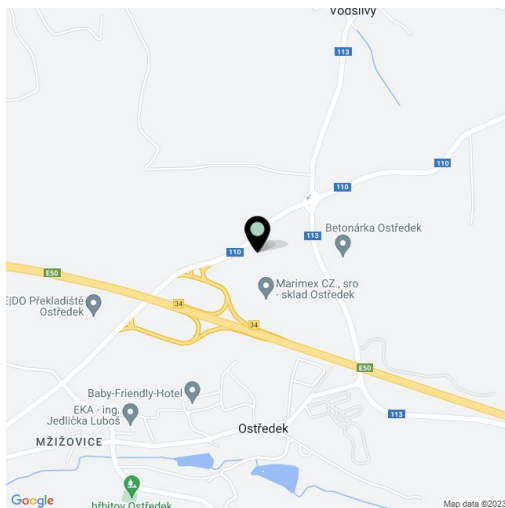 Vodslivy
113
110
110
113
Betonárka Ostředek
110
E50
Marimex CZ , sro
- sklad Ostředek
34
EJDO Překladiště
Ostředek
34
E50
Baby-Friendly-Hotel
EKA - ing.
Jedlička Luboš
113
Ostředek
MŽIŽOVICE
hřbitov Ostředek
Google
Map data ©2023